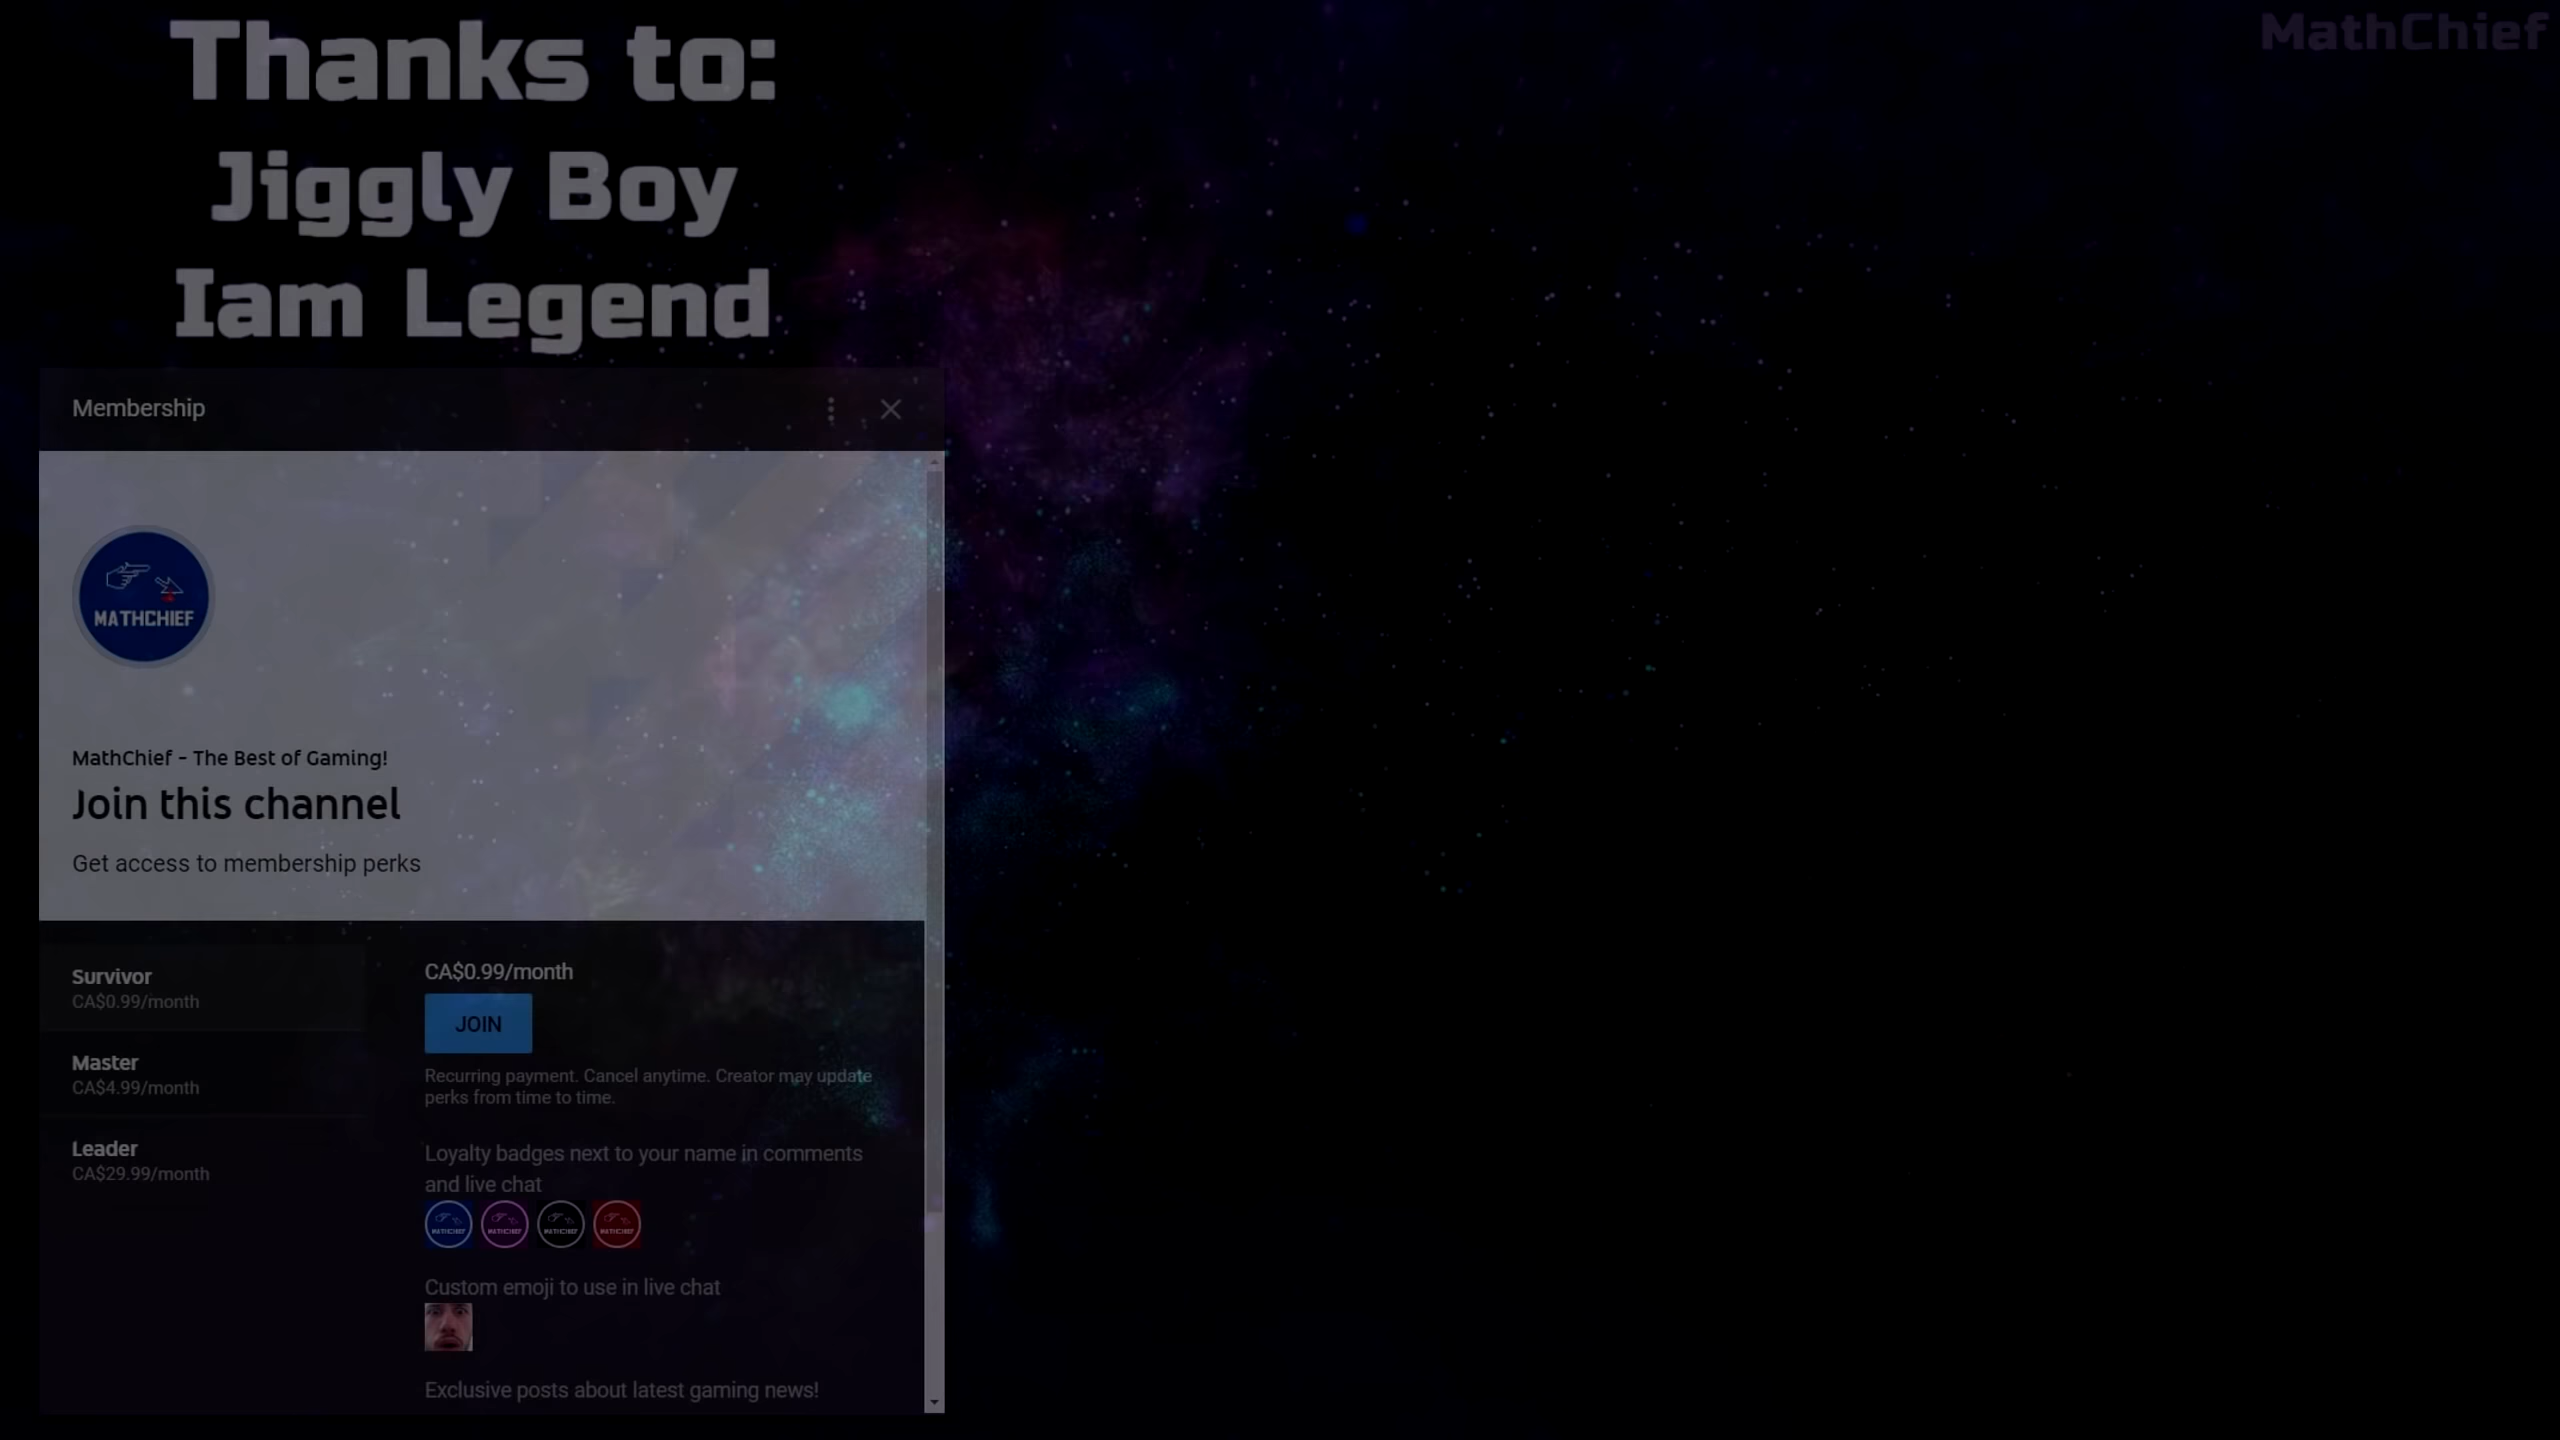 Thanks to:
Jiggly Boy
Iam Legend
MathChief
Membership
MATHCHIEF
MathChief - The Best of Gaming!
Join this channel
Get access to membership perks
Survivor
CA$0.99/month
Master
CA$4.99/month
Leader
CA$29.99/month
CA$0.99/month
JOIN
Recurring payment. Cancel anytime. Creator may update
perks from time to time.
Loyalty badges next to your name in comments
and live chat
MATHCHIEF MATHCHIEF MATHCHIEF MATHCHIEF
Custom emoji to use in live chat
Exclusive posts about latest gaming news!